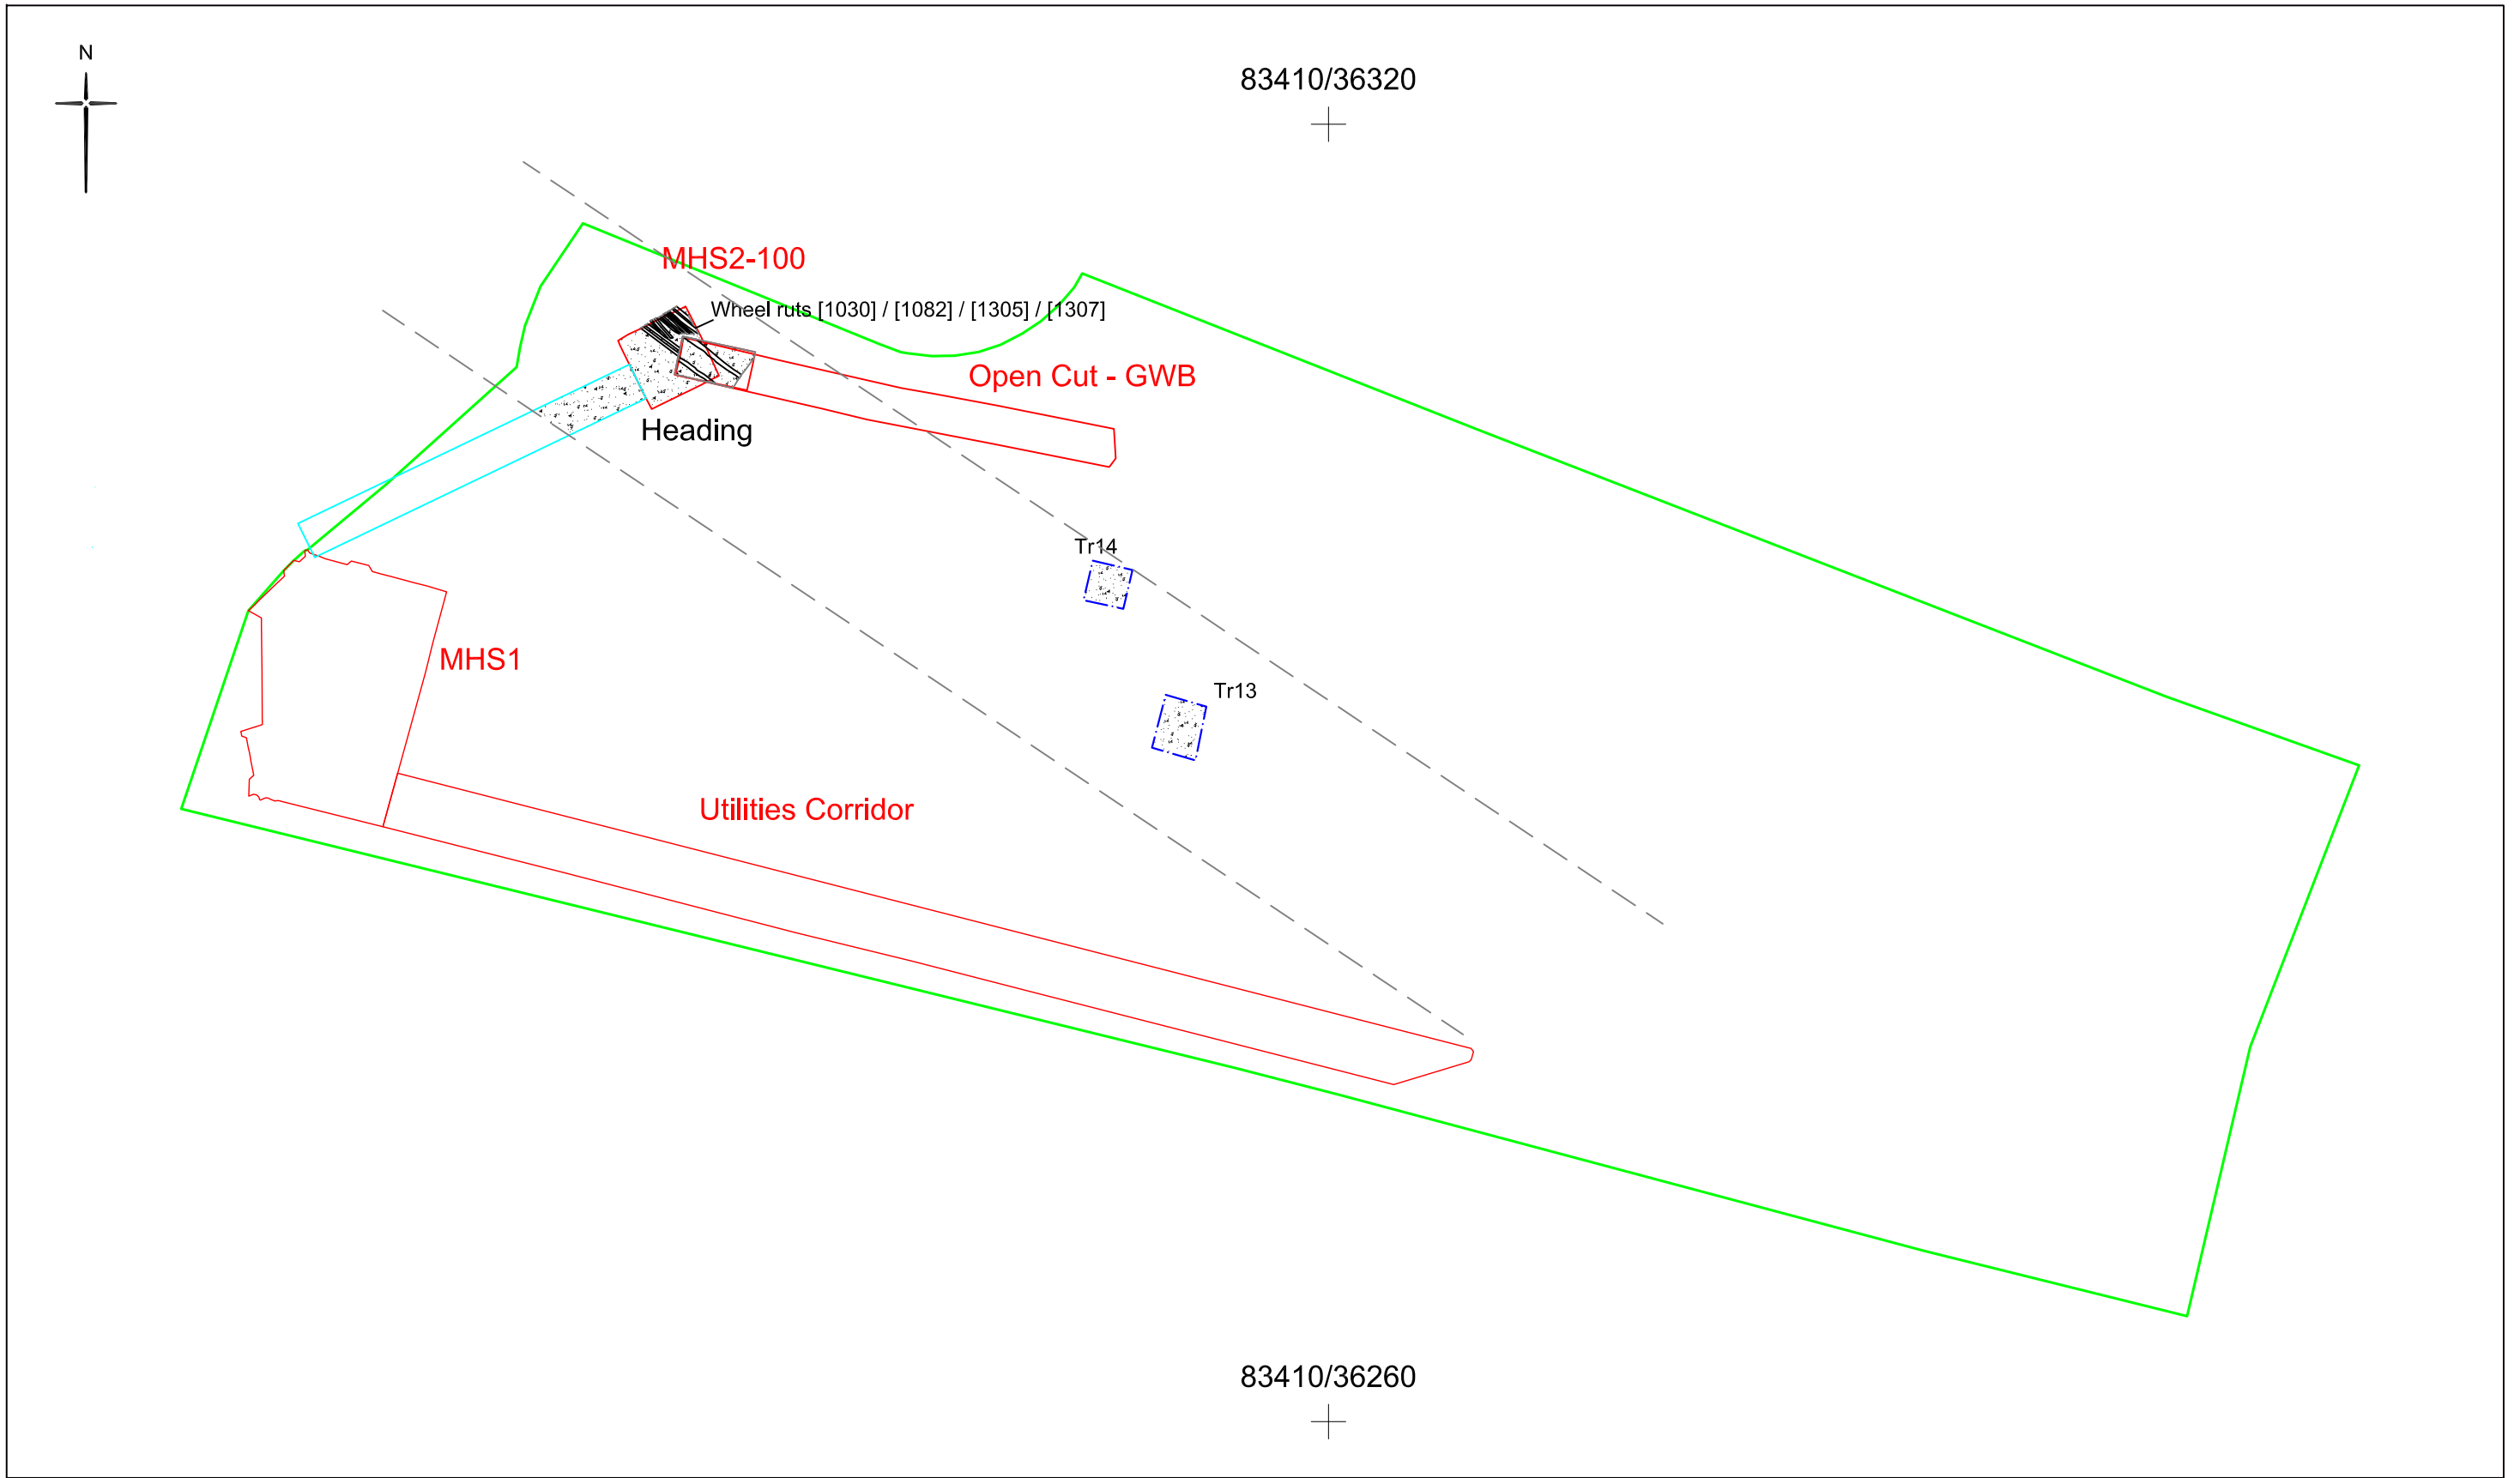 N
83410/36320
MHS2-100
Wheel ruts [1030] / [1082] / [1305] / [1307]
Open Cut - GWB
Heading
Tr14
MHS1
Tr13
Utilities Corridor
83410/36260